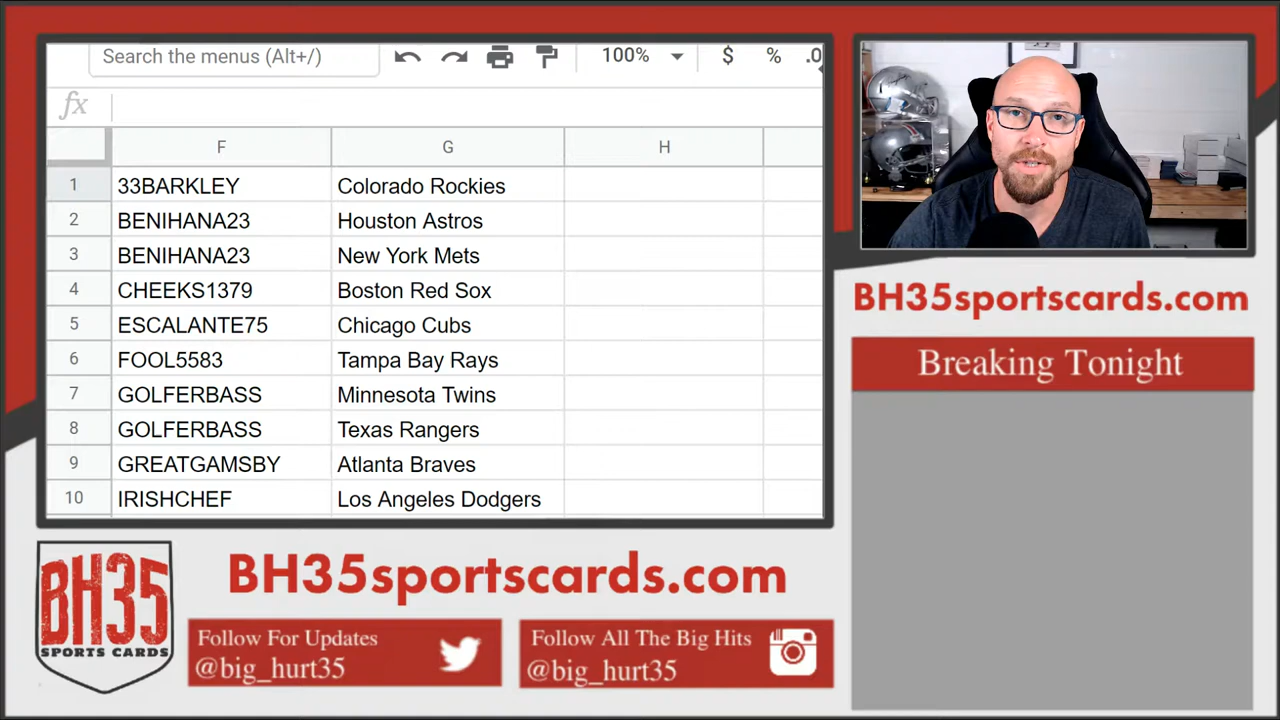 Search the menus (Alt+/)
100%
$ % .0
fx
F G H
1 33BARKLEY Colorado Rockies
2 BENIHANA23 Houston Astros
3 BENIHANA23 New York Mets
4 CHEEKS1379 Boston Red Sox
5 ESCALANTE75 Chicago Cubs
6 FOOL5583 Tampa Bay Rays
7 GOLFERBASS Minnesota Twins
8 GOLFERBASS Texas Rangers
9 GREATGAMSBY Atlanta Braves
10 IRISHCHEF Los Angeles Dodgers
BH35sportscards.com
Breaking Tonight
BH35
SPORTS CARDS
BH35sportscards.com
Follow For Updates
@big_hurt35
Follow All The Big Hits
@big_hurt35